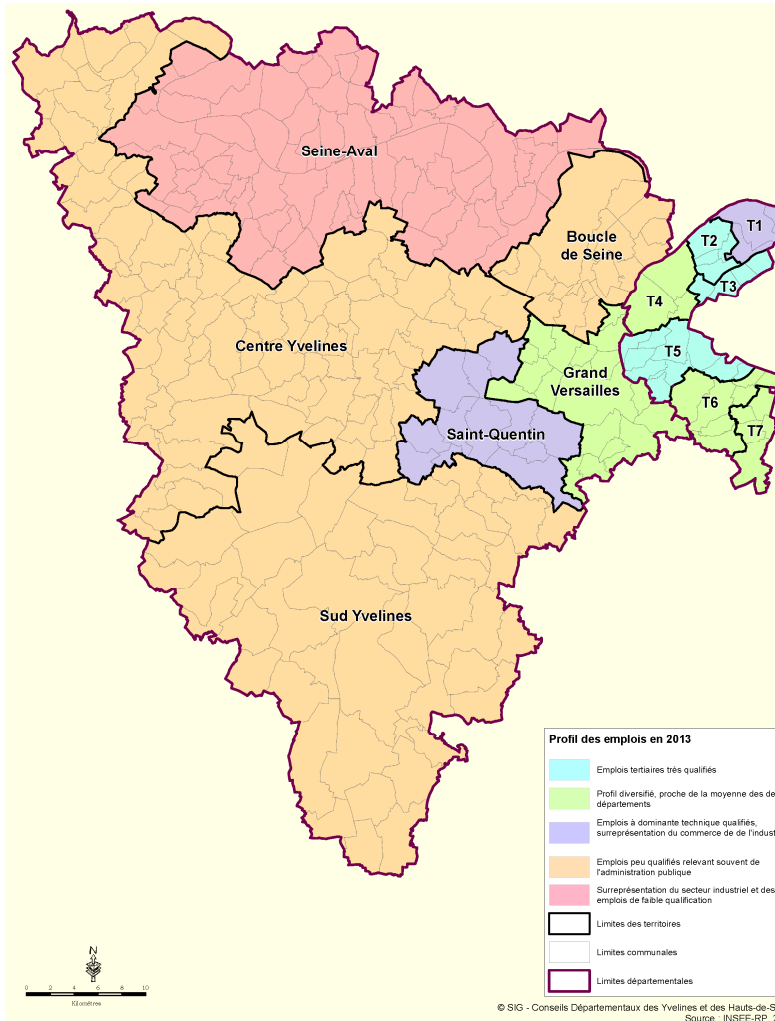 Seine-Aval
Boucle
de Seine
T1
T2
T3
T4
Centre Yvelines
T5
Grand
Versailles
T6
Saint-Quentin
T7
Sud Yvelines
Profil des emplois en 2013
Emplois tertiaires très qualifiés
Profil diversifié, proche de la moyenne des de
départements
Emplois à dominante technique qualifiés,
surreprésentation du commerce de de l'indust
Emplois peu qualifiés relevant souvent de
l'administration publique
Surreprésentation du secteur industriel et des
emplois de faible qualification
Limites des territoires
Limites communales
Limites départementales
N
0 2 4 6 8 10
Kilomètres
© SIG - Conseils Départementaux des Yvelines et des Hauts-de-S
Source : INSEE-RP, 2